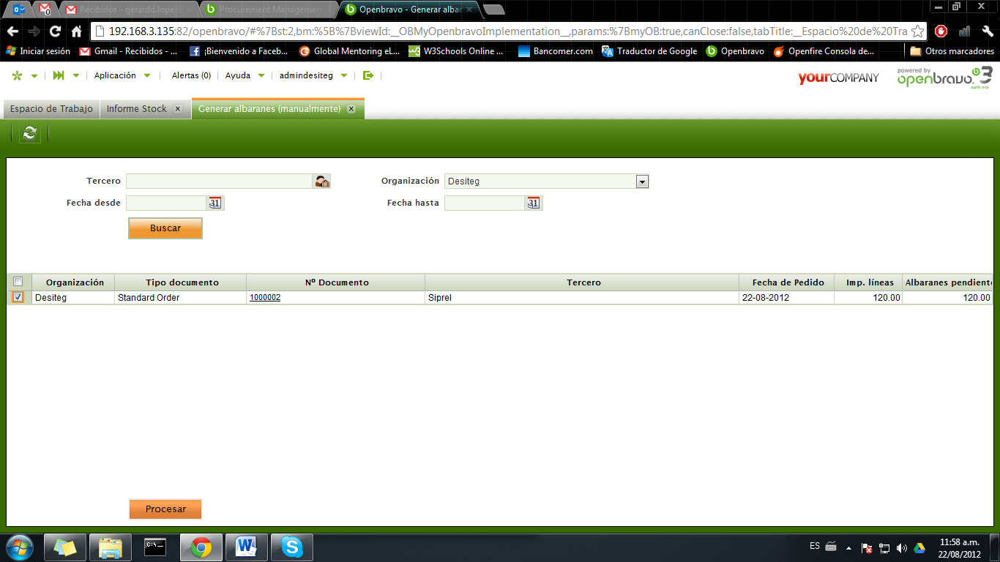 Recibidos - gerardo.lopez
Procurement Management
Openbravo - Generar albar
192.168.3.135:82/openbravo/#%7Bst:2,bm:%5B%7BviewId:__OBMyOpenbravoImplementation__,params:%7BmyOB:true,canClose:false,tabTitle:__Espacio%20de%20Tra
Iniciar sesión
Gmail - Recibidos - ...
¡Bienvenido a Faceb...
Global Mentoring eL...
W3Schools Online ...
Bancomer.com
Traductor de Google
Openbravo
Openfire Consola de...
Otros marcadores
Aplicación
Alertas (0)
Ayuda
admindesiteg
yourCOMPANY
powered by
openbravo 3
agile erp
Espacio de Trabajo
Informe Stock
Generar albaranes (manualmente)
Tercero
Organización
Desiteg
Fecha desde
31
Fecha hasta
31
Buscar
Organización Tipo documento Nº Documento Tercero Fecha de Pedido Imp. líneas Albaranes pendiente
Desiteg Standard Order 1000002 Siprel 22-08-2012 120.00 120.00
Procesar
ES
11:58 a.m.
22/08/2012